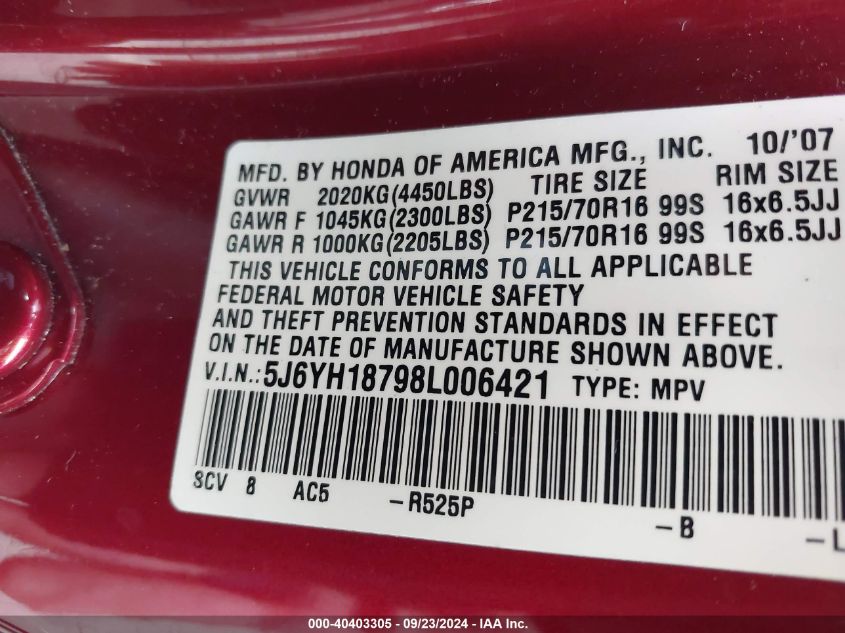 MFD. BY HONDA OF AMERICA MFG., INC. 10/'07
GVWR 2020KG(4450LBS) TIRE SIZE RIM SIZE
GAWR F 1045KG(2300LBS) P215/70R16 99S 16x6.5JJ
GAWR R 1000KG(2205LBS) P215/70R16 99S 16x6.5JJ
THIS VEHICLE CONFORMS TO ALL APPLICABLE
FEDERAL MOTOR VEHICLE SAFETY
AND THEFT PREVENTION STANDARDS IN EFFECT
ON THE DATE OF MANUFACTURE SHOWN ABOVE.
V.I.N.: 5J6YH18798L006421 TYPE: MPV
SCV 8 AC5 -R525P -B -L
000-40403305 / 09/23/2024 - IAA Inc.